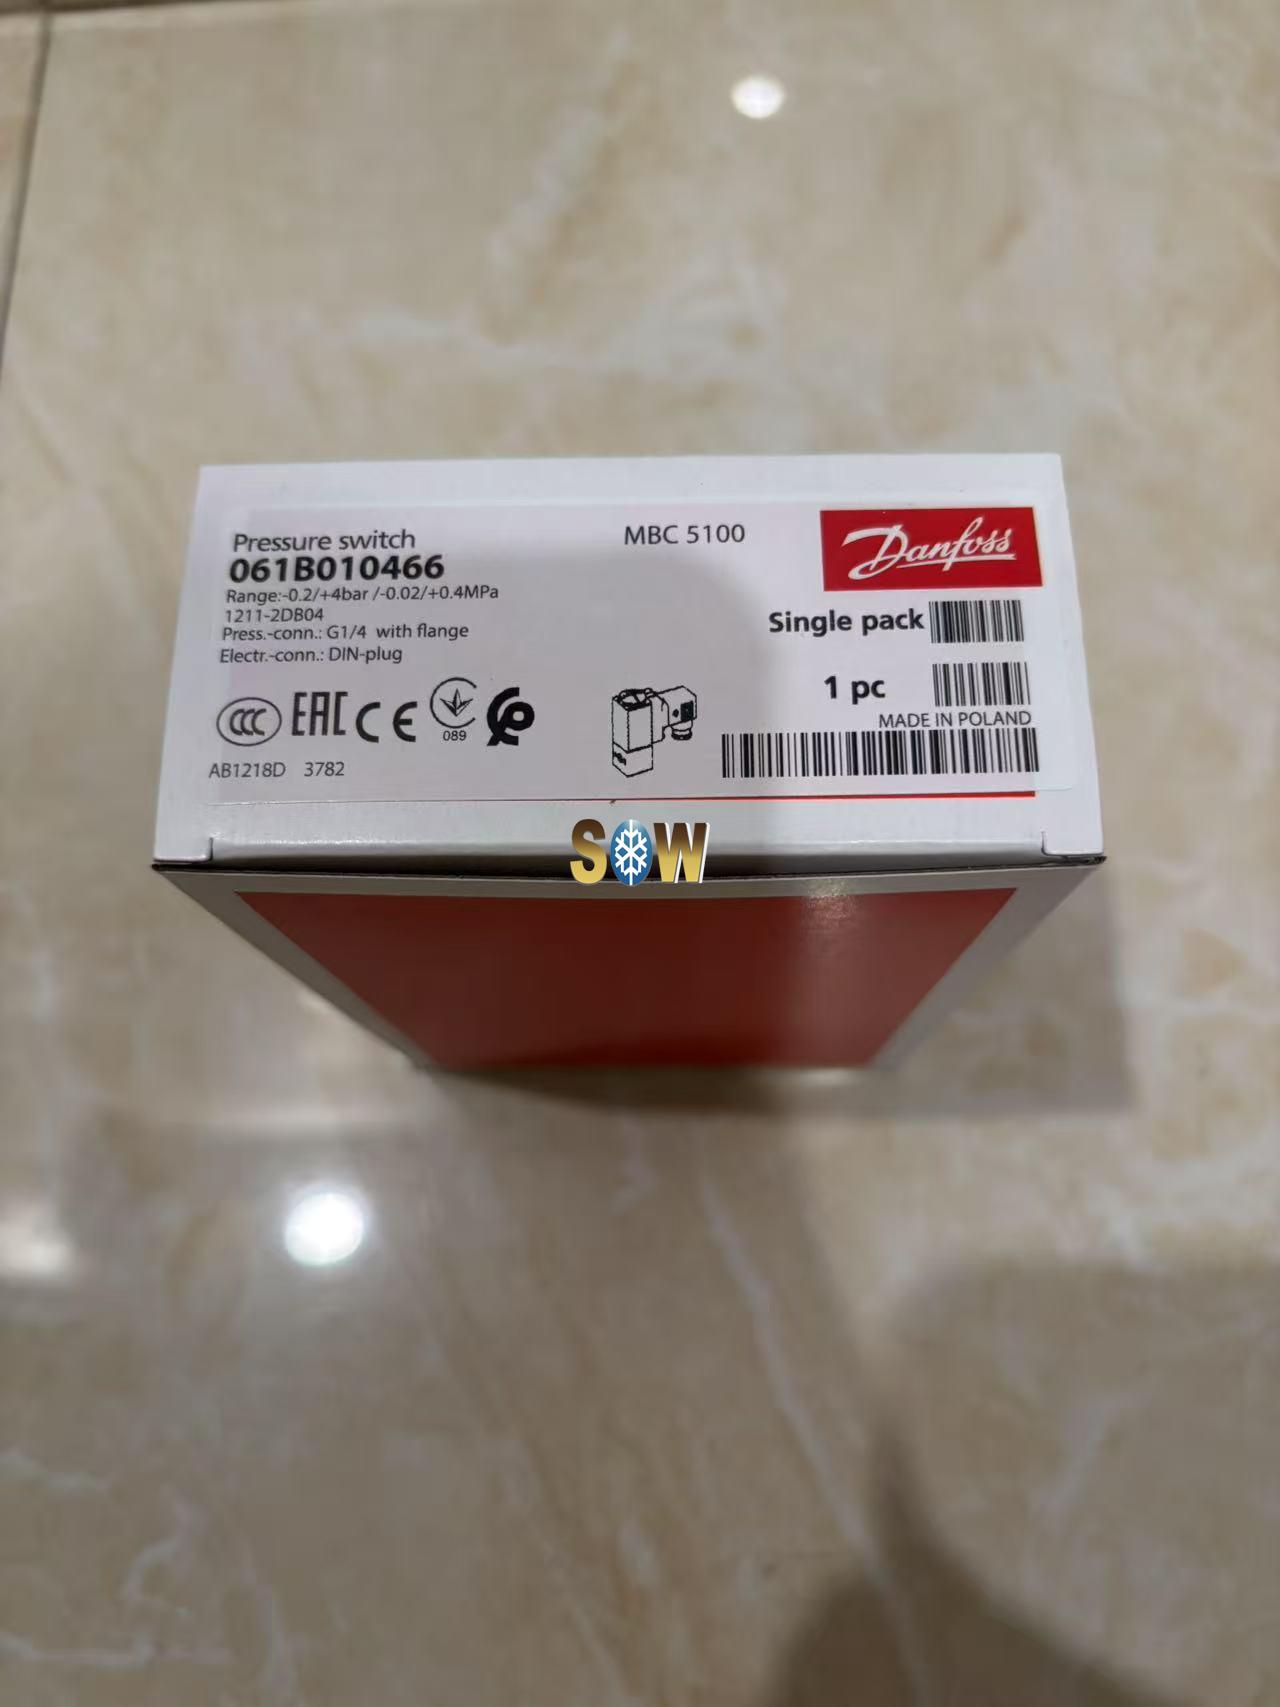 Pressure switch
MBC 5100
Danfoss
061B010466
Range:-0.2/+4bar /-0.02/+0.4MPa
1211-2DB04
Press.-conn.: G1/4 with flange
Electr.-conn.: DIN-plug
Single pack
1 pc
MADE IN POLAND
CCC
EAC
CE
089
AB1218D 3782
SOW